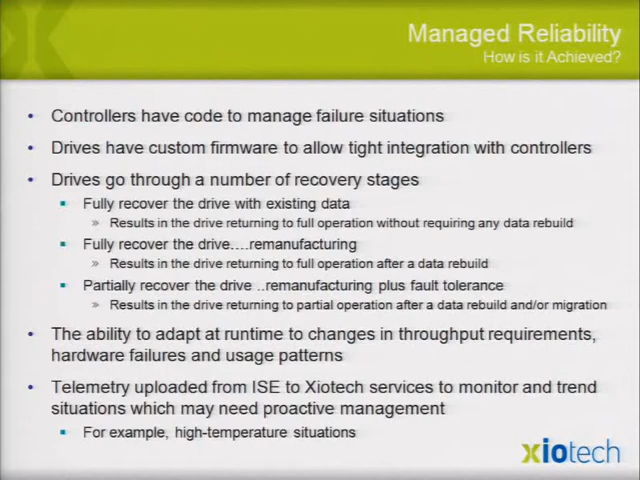 Managed Reliability
How is it Achieved?
• Controllers have code to manage failure situations
• Drives have custom firmware to allow tight integration with controllers
• Drives go through a number of recovery stages
▪ Fully recover the drive with existing data
» Results in the drive returning to full operation without requiring any data rebuild
▪ Fully recover the drive....remanufacturing
» Results in the drive returning to full operation after a data rebuild
▪ Partially recover the drive ..remanufacturing plus fault tolerance
» Results in the drive returning to partial operation after a data rebuild and/or migration
• The ability to adapt at runtime to changes in throughput requirements,
hardware failures and usage patterns
• Telemetry uploaded from ISE to Xiotech services to monitor and trend
situations which may need proactive management
▪ For example, high-temperature situations
xiotech